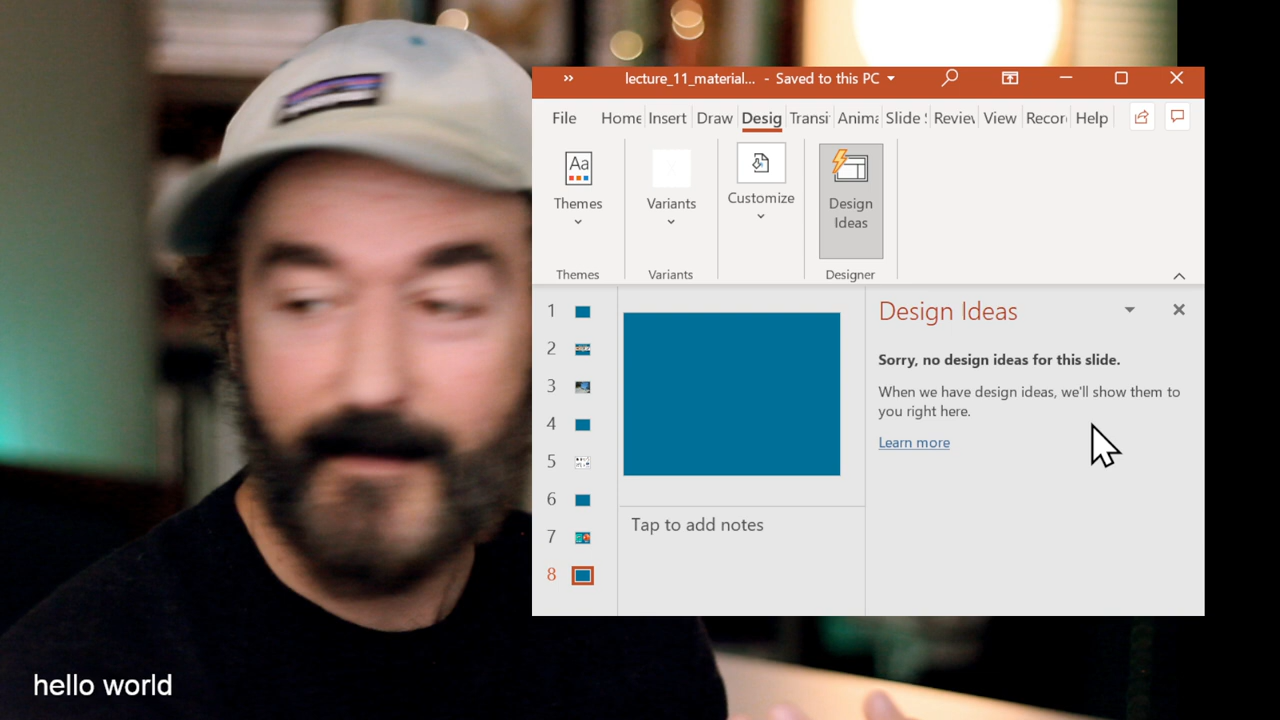 lecture_11_material... - Saved to this PC
File Home Insert Draw Desig Transi Anima Slide Review View Recor Help
Aa
Themes
Variants
Customize
Design
Ideas
Themes
Variants
Designer
1
2
3
4
5
6
7
8
Tap to add notes
Design Ideas
Sorry, no design ideas for this slide.
When we have design ideas, we'll show them to
you right here.
Learn more
hello world